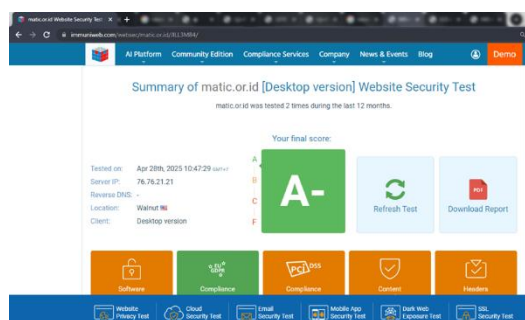 matic.or.id Website Security Test
immuniweb.com/websec/matic.or.id/
AI Platform Community Edition Compliance Services Company News & Events Blog Demo
Summary of matic.or.id [Desktop version] Website Security Test
matic.or.id was tested 2 times during the last 12 months.
Your final score:
Tested on: Apr 28th, 2025 10:47:29
Server IP: 76.76.21.21
Reverse DNS: -
Location: Walnut
Client: Desktop version
A
B
C
F
A-
Refresh Test
PDF
Download Report
EU
GDPR
PCI DSS
Software Compliance Compliance Content Headers
Website Privacy Test
Cloud Security Test
Email Security Test
Mobile App Security Test
Dark Web Exposure Test
SSL Security Test